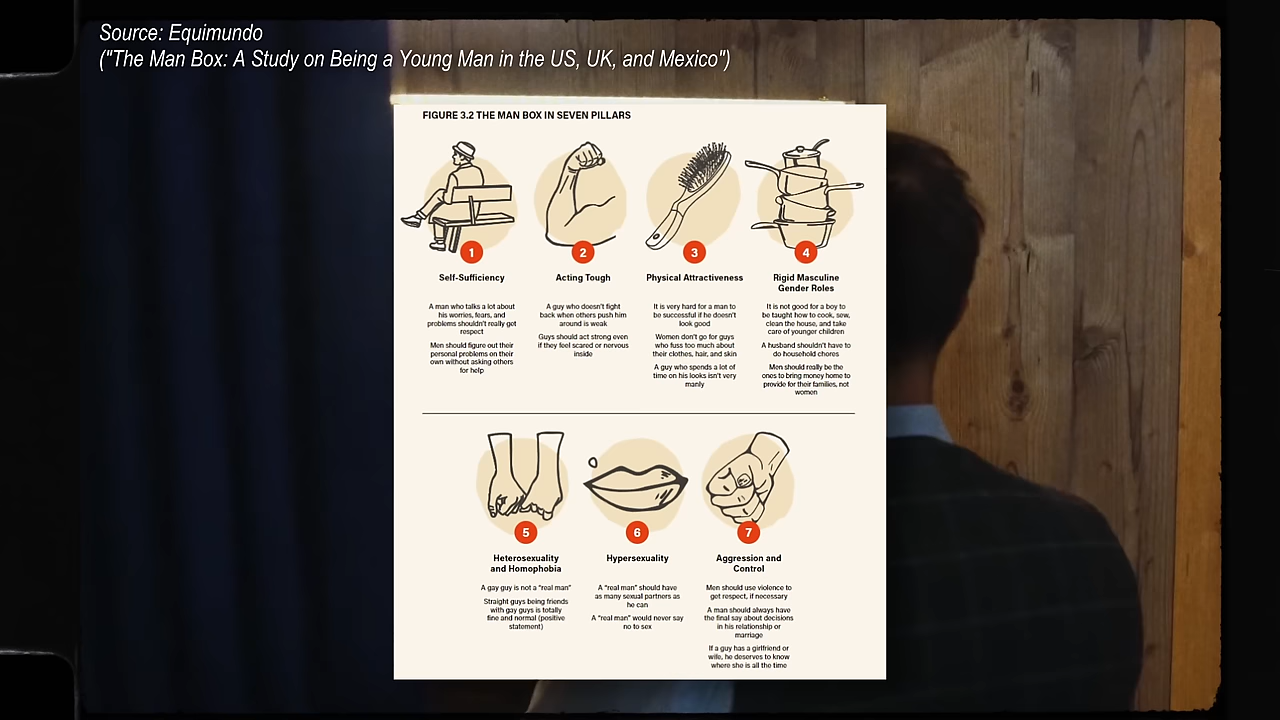 Source: Equimundo
("The Man Box: A Study on Being a Young Man in the US, UK, and Mexico")
FIGURE 3.2 THE MAN BOX IN SEVEN PILLARS
1
Self-Sufficiency
A man who talks a lot about
his worries, fears, and
problems shouldn't really get
respect
Men should figure out their
personal problems on their
own without asking others
for help
2
Acting Tough
A guy who doesn't fight
back when others push him
around is weak
Guys should act strong even
if they feel scared or nervous
inside
3
Physical Attractiveness
It is very hard for a man to
be successful if he doesn't
look good
Women don't go for guys
who fuss too much about
their clothes, hair, and skin
A guy who spends a lot of
time on his looks isn't very
manly
4
Rigid Masculine
Gender Roles
It is not good for a boy to
be taught how to cook, sew,
clean the house, and take
care of younger children
A husband shouldn't have to
do household chores
Men should really be the
ones to bring money home to
provide for their families, not
women
5
Heterosexuality
and Homophobia
A gay guy is not a "real man"
Straight guys being friends
with gay guys is totally
fine and normal (positive
statement)
6
Hypersexuality
A "real man" should have
as many sexual partners as
he can
A "real man" would never say
no to sex
7
Aggression and
Control
Men should use violence to
get respect, if necessary
A man should always have
the final say about decisions
in his relationship or
marriage
If a guy has a girlfriend or
wife, he deserves to know
where she is all the time